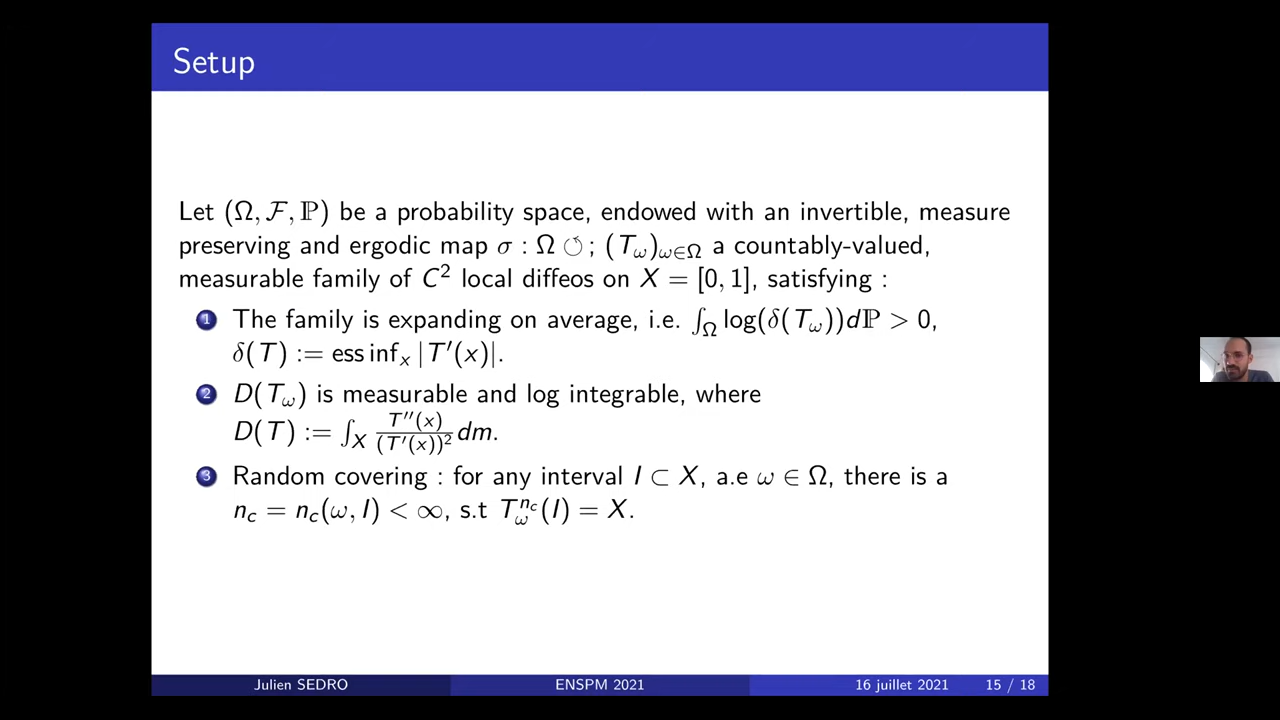 Setup
Let (Ω, ℱ, ℙ) be a probability space, endowed with an invertible, measure
preserving and ergodic map σ : Ω ↺ ; (T_ω)_{ω∈Ω} a countably-valued,
measurable family of C² local diffeos on X = [0, 1], satisfying :
1 The family is expanding on average, i.e. ∫_Ω log(δ(T_ω))dℙ > 0,
δ(T) := ess inf_x |T′(x)|.
2 D(T_ω) is measurable and log integrable, where
D(T) := ∫_X T′′(x)/(T′(x))² dm.
3 Random covering : for any interval I ⊂ X, a.e ω ∈ Ω, there is a
n_c = n_c(ω, I) < ∞, s.t T_ω^{n_c}(I) = X.
Julien SEDRO ENSPM 2021 16 juillet 2021 15 / 18